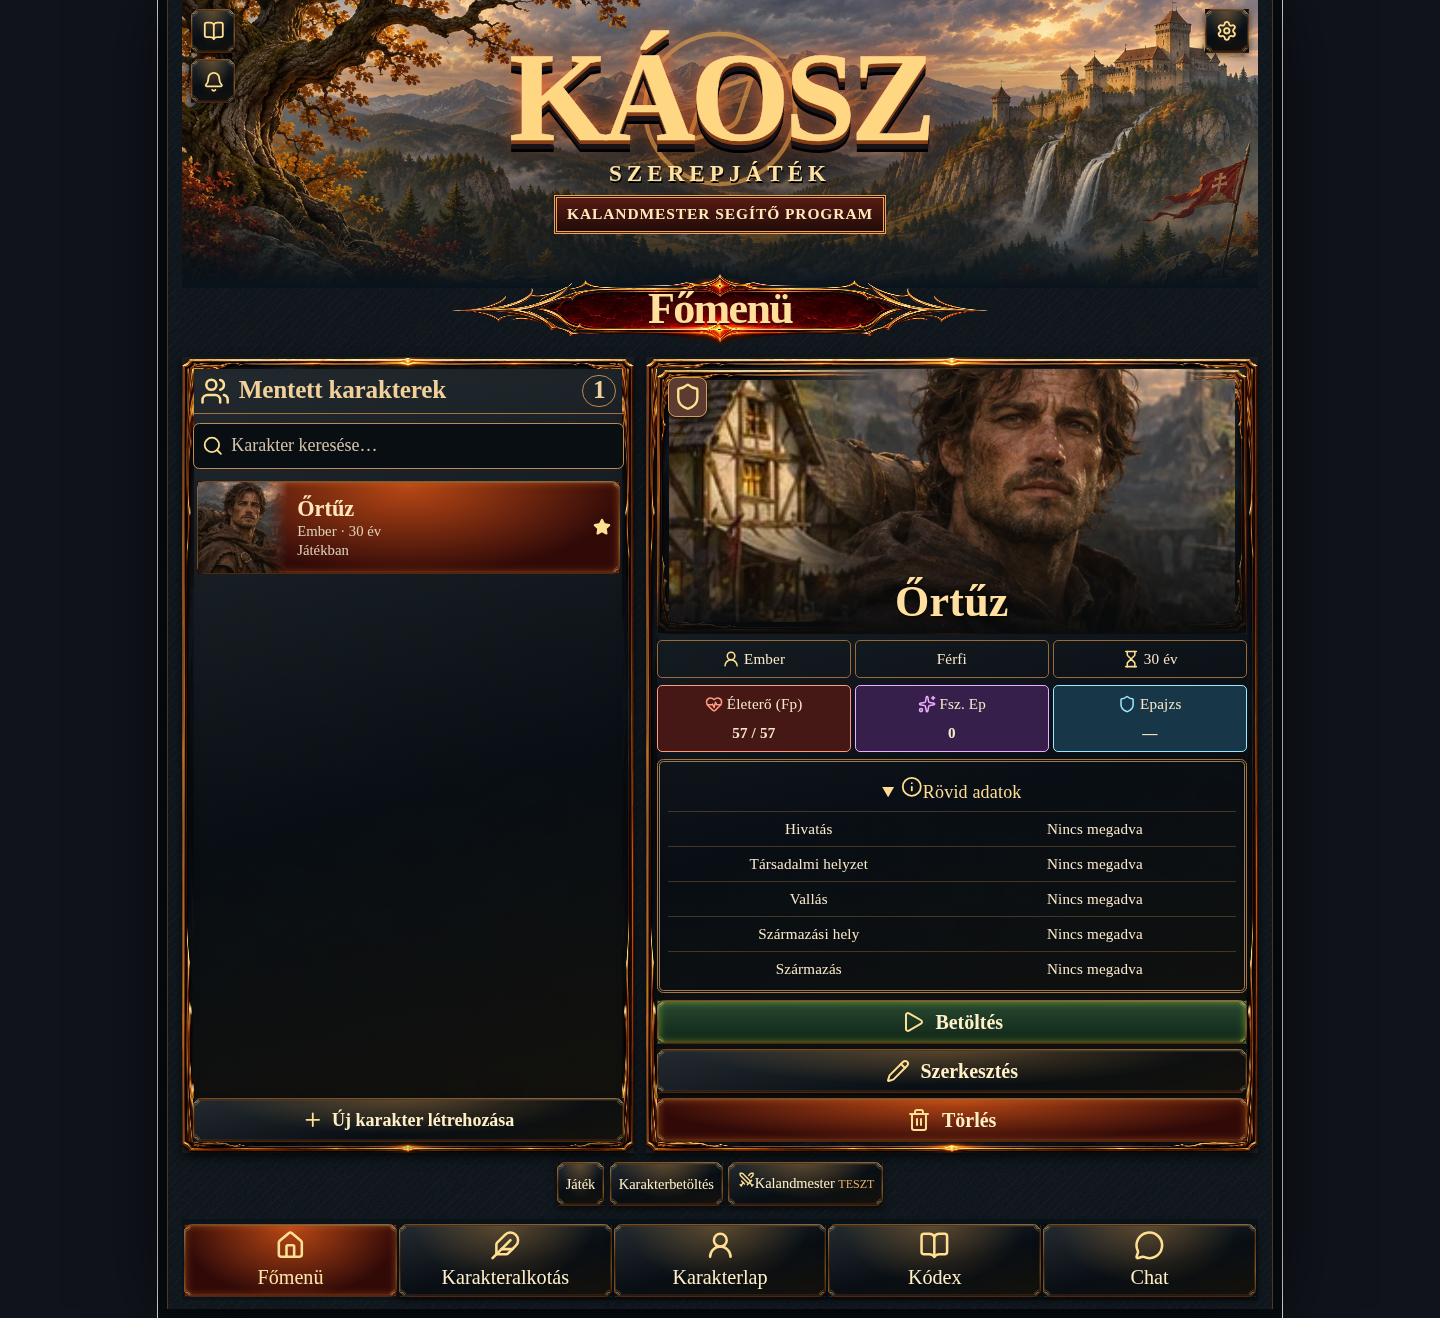 KÁOSZ
SZEREPJÁTÉK
KALANDMESTER SEGÍTŐ PROGRAM
Főmenü
Mentett karakterek 1
Karakter keresése…
Őrtűz
Ember · 30 év
Játékban
Új karakter létrehozása
Őrtűz
Ember Férfi 30 év
Életerő (Fp) Fsz. Ep Epajzs
57 / 57 0 —
Rövid adatok
Hivatás Nincs megadva
Társadalmi helyzet Nincs megadva
Vallás Nincs megadva
Származási hely Nincs megadva
Származás Nincs megadva
Betöltés
Szerkesztés
Törlés
Játék Karakterbetöltés Kalandmester TESZT
Főmenü Karakteralkotás Karakterlap Kódex Chat